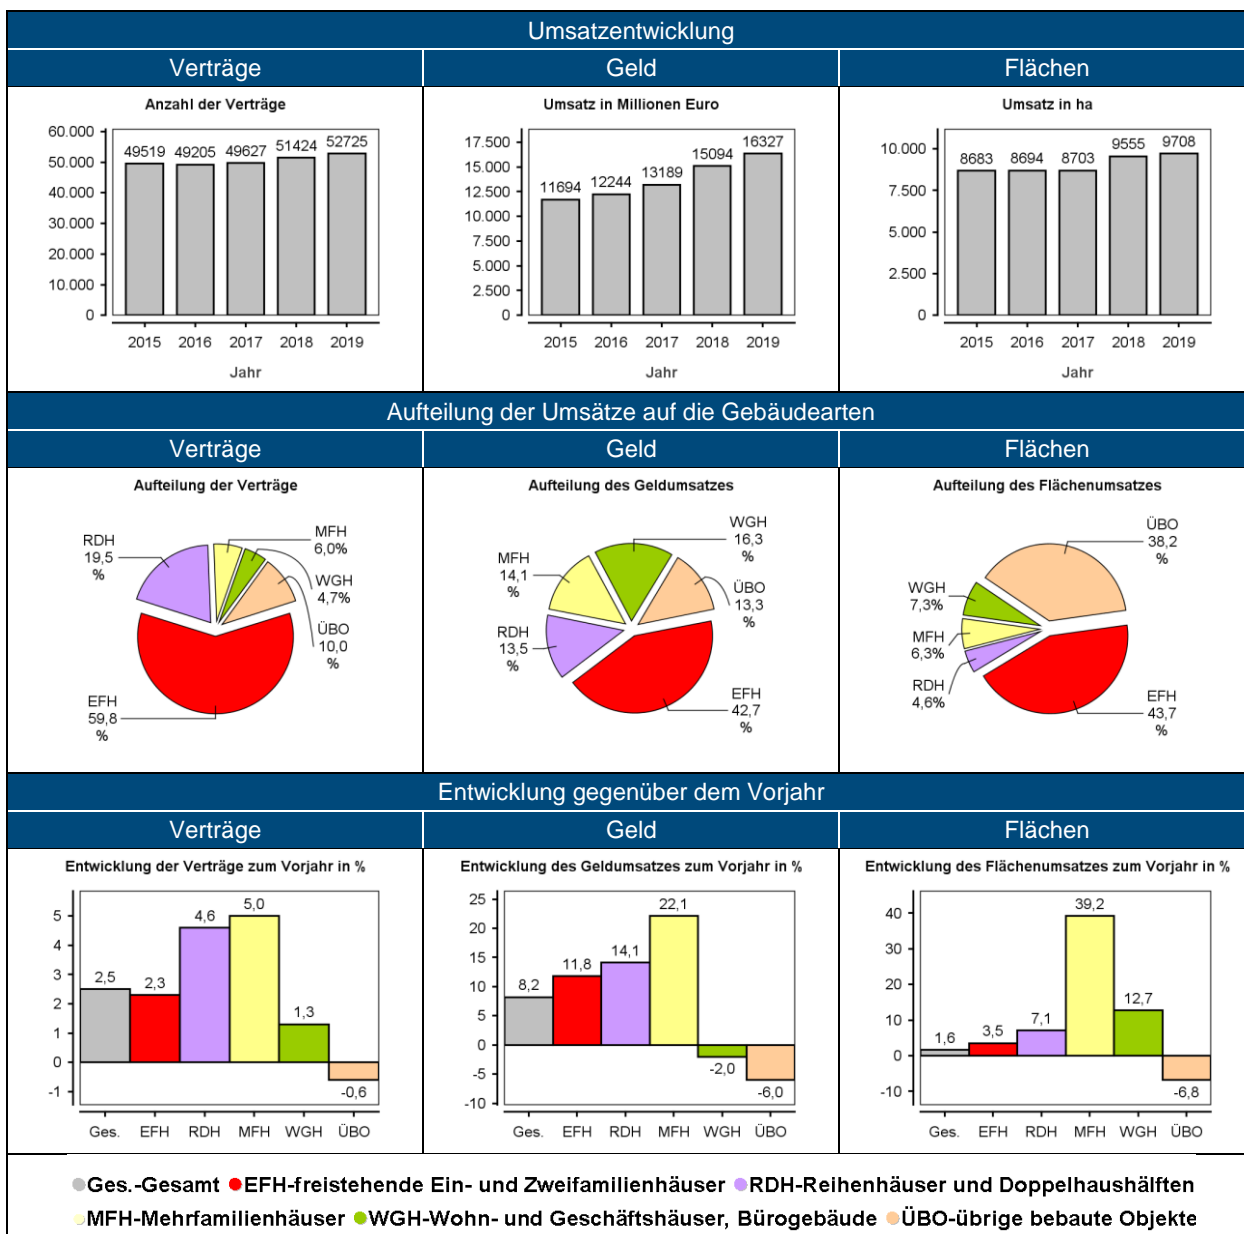 Umsatzentwicklung
Verträge
Geld
Flächen
Anzahl der Verträge
60.000
50.000
40.000
30.000
20.000
10.000
0
49519
49205
49627
51424
52725
2015 2016 2017 2018 2019
Jahr
Umsatz in Millionen Euro
17.500
15.000
12.500
10.000
7.500
5.000
2.500
0
11694
12244
13189
15094
16327
2015 2016 2017 2018 2019
Jahr
Umsatz in ha
10.000
7.500
5.000
2.500
0
8683
8694
8703
9555
9708
2015 2016 2017 2018 2019
Jahr
Aufteilung der Umsätze auf die Gebäudearten
Verträge
Geld
Flächen
Aufteilung der Verträge
RDH
19,5
%
MFH
6,0%
WGH
4,7%
ÜBO
10,0
%
EFH
59,8
%
Aufteilung des Geldumsatzes
WGH
16,3
%
MFH
14,1
%
ÜBO
13,3
%
RDH
13,5
%
EFH
42,7
%
Aufteilung des Flächenumsatzes
ÜBO
38,2
%
WGH
7,3%
MFH
6,3%
RDH
4,6%
EFH
43,7
%
Entwicklung gegenüber dem Vorjahr
Verträge
Geld
Flächen
Entwicklung der Verträge zum Vorjahr in %
5
4
3
2
1
0
-1
2,5
2,3
4,6
5,0
1,3
-0,6
Ges. EFH RDH MFH WGH ÜBO
Entwicklung des Geldumsatzes zum Vorjahr in %
25
20
15
10
5
0
-5
-10
8,2
11,8
14,1
22,1
-2,0
-6,0
Ges. EFH RDH MFH WGH ÜBO
Entwicklung des Flächenumsatzes zum Vorjahr in %
40
30
20
10
0
-10
1,6
3,5
7,1
39,2
12,7
-6,8
Ges. EFH RDH MFH WGH ÜBO
Ges.-Gesamt EFH-freistehende Ein- und Zweifamilienhäuser RDH-Reihenhäuser und Doppelhaushälften
MFH-Mehrfamilienhäuser WGH-Wohn- und Geschäftshäuser, Bürogebäude ÜBO-übrige bebaute Objekte